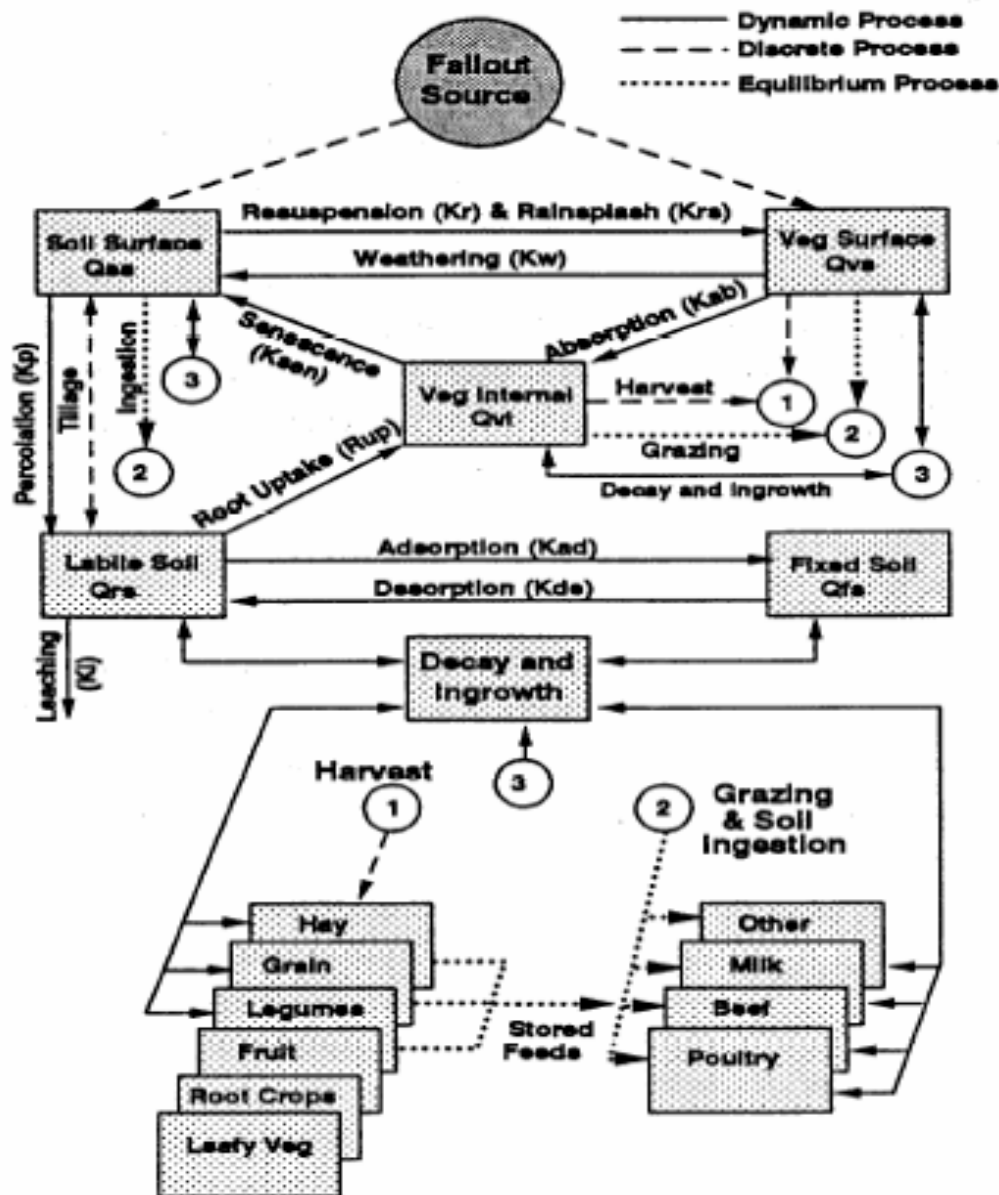 Dynamic Process
Discrete Process
Equilibrium Process
Fallout
Source
Resuspension (Kr) & Rainsplash (Krs)
Soil Surface
Qss
Veg Surface
Qvs
Weathering (Kw)
Absorption (Kab)
Senescence
(Ksen)
Percolation (Kp)
Tillage
Ingestion
3
2
Veg Internal
Qvi
Harvest
1
2
Grazing
3
Decay and Ingrowth
Root Uptake (Rup)
Labile Soil
Qrs
Adsorption (Kad)
Desorption (Kds)
Fixed Soil
Qfs
Leaching
(Kl)
Decay and
Ingrowth
3
Harvest
1
2
Grazing
& Soil
Ingestion
Hay
Grain
Legumes
Fruit
Root Crops
Leafy Veg
Stored
Feeds
Other
Milk
Beef
Poultry